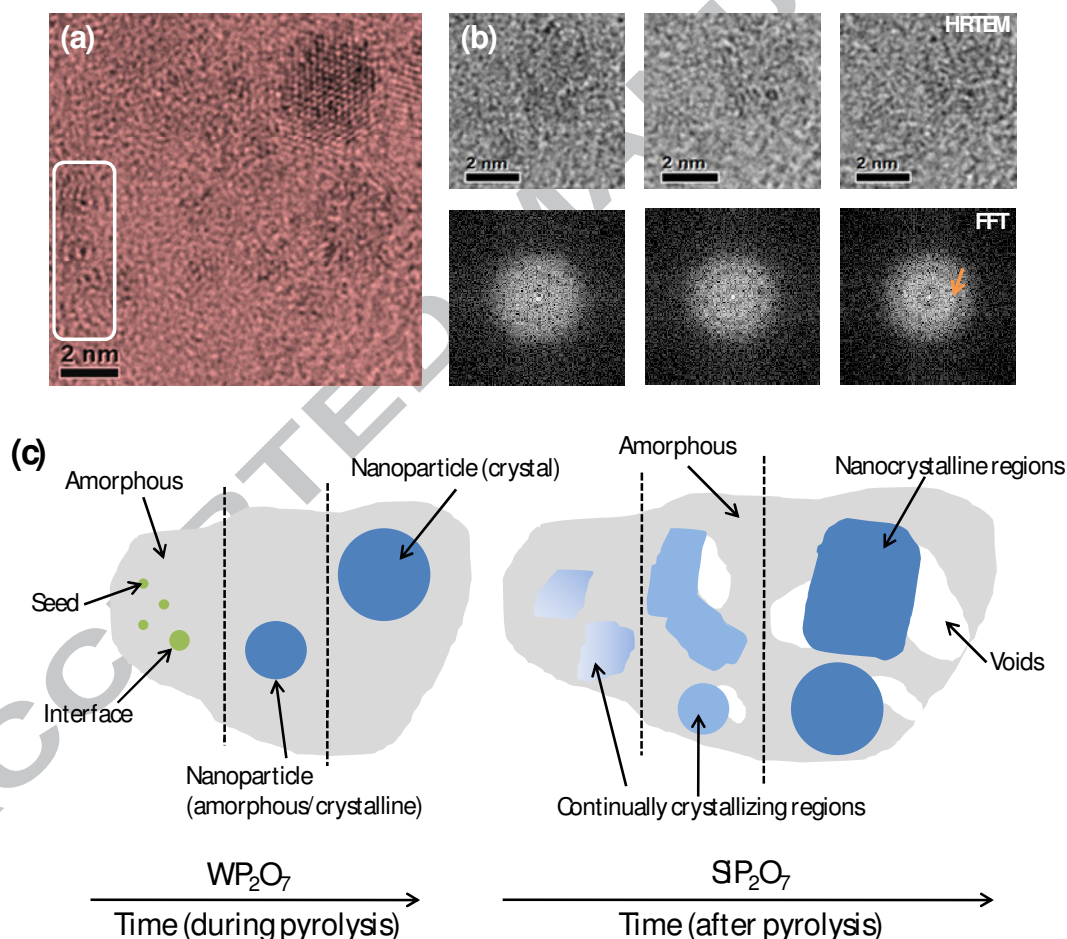 (a)
2 nm
(b)
HRTEM
2 nm
2 nm
2 nm
FFT
(c)
Amorphous
Nanoparticle (crystal)
Seed
Interface
Nanoparticle
(amorphous/crystalline)
Amorphous
Nanocrystalline regions
Voids
Continually crystallizing regions
WP₂O₇
Time (during pyrolysis)
SiP₂O₇
Time (after pyrolysis)